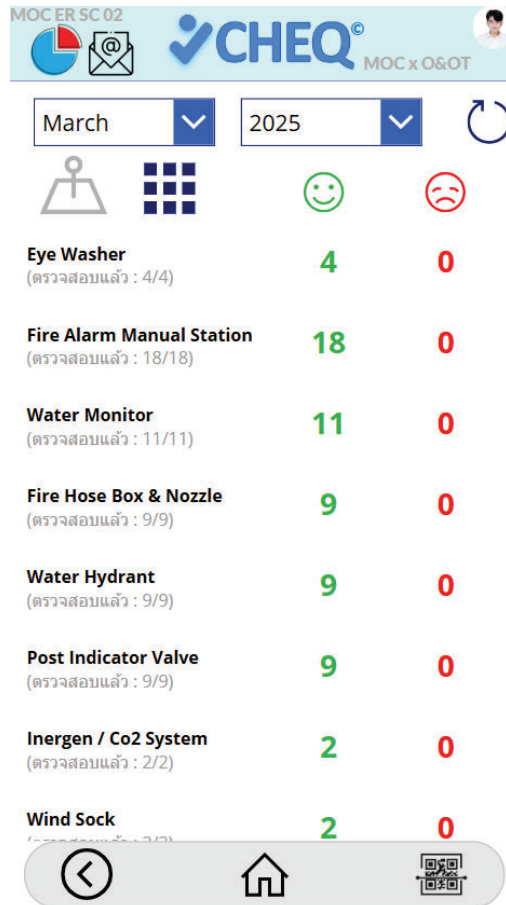 MOC ER SC 02
CHEQ©
MOC x O&OT
March
2025
Eye Washer
4
0
(ตรวจสอบแล้ว : 4/4)
Fire Alarm Manual Station
18
0
(ตรวจสอบแล้ว : 18/18)
Water Monitor
11
0
(ตรวจสอบแล้ว : 11/11)
Fire Hose Box & Nozzle
9
0
(ตรวจสอบแล้ว : 9/9)
Water Hydrant
9
0
(ตรวจสอบแล้ว : 9/9)
Post Indicator Valve
9
0
(ตรวจสอบแล้ว : 9/9)
Inergen / Co2 System
2
0
(ตรวจสอบแล้ว : 2/2)
Wind Sock
2
0